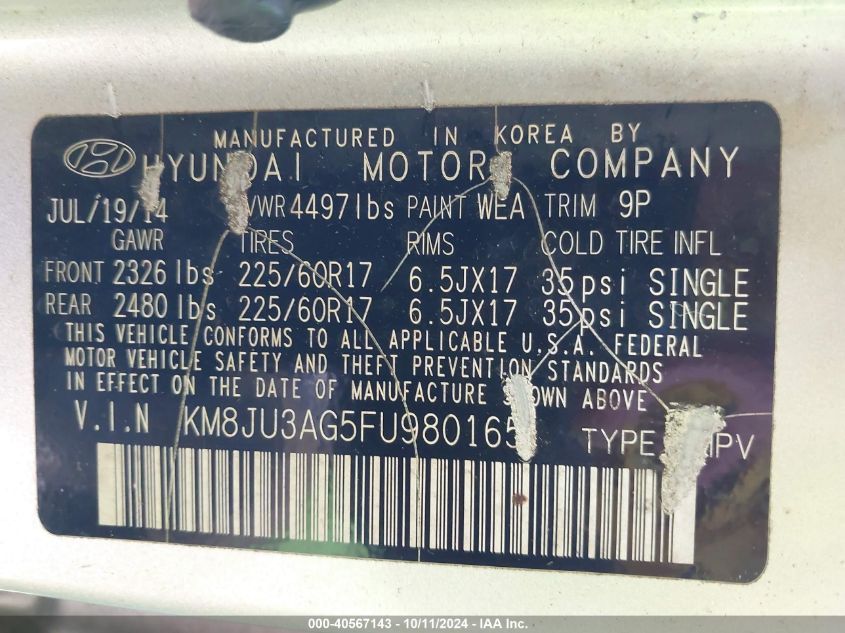 MANUFACTURED IN KOREA BY
HYUNDAI MOTOR COMPANY
JUL/19/14 VWR 4497lbs PAINT WEA TRIM 9P
GAWR TIRES RIMS COLD TIRE INFL
FRONT 2326 lbs 225/60R17 6.5JX17 35psi SINGLE
REAR 2480 lbs 225/60R17 6.5JX17 35psi SINGLE
THIS VEHICLE CONFORMS TO ALL APPLICABLE U.S.A. FEDERAL
MOTOR VEHICLE SAFETY AND THEFT PREVENTION STANDARDS
IN EFFECT ON THE DATE OF MANUFACTURE SHOWN ABOVE
V.I.N KM8JU3AG5FU980165 TYPE MPV
000-40567143 - 10/11/2024 - IAA Inc.